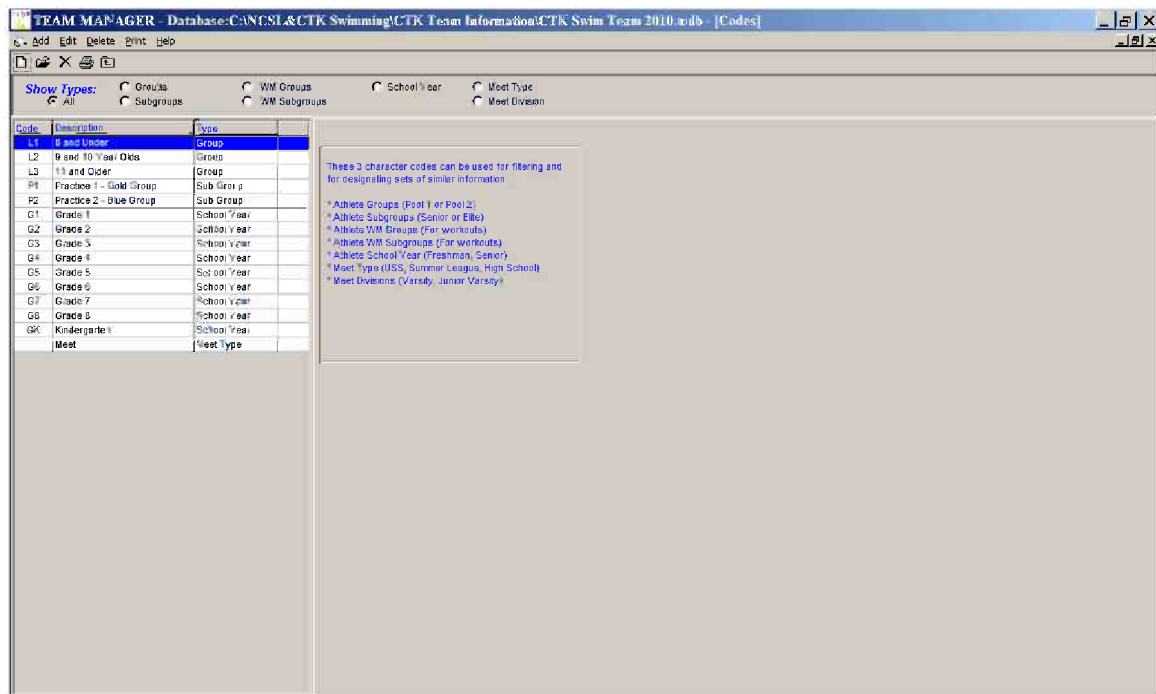 TEAM MANAGER - Database:C:\NCSL&CTK Swimming\CTK Team Information\CTK Swim Team 2010.mdb - [Codes]
Add Edit Delete Print Help
Show Types:
All
Groups
Subgroups
WM Groups
WM Subgroups
School Year
Meet Type
Meet Division
Code Description Type
L1 8 and Under Group
L2 9 and 10 Year Olds Group
L3 11 and Older Group
P1 Practice 1 - Gold Group Sub Group
P2 Practice 2 - Blue Group Sub Group
G1 Grade 1 School Year
G2 Grade 2 School Year
G3 Grade 3 School Year
G4 Grade 4 School Year
G5 Grade 5 School Year
G6 Grade 6 School Year
G7 Grade 7 School Year
G8 Grade 8 School Year
GK Kindergarten School Year
Meet Meet Type
These 3 character codes can be used for filtering and
for designating sets of similar information
* Athlete Groups (Pool 1 or Pool 2)
* Athlete Subgroups (Senior or Elite)
* Athlete WM Groups (For workouts)
* Athlete WM Subgroups (For workouts)
* Athlete School Year (Freshman, Senior)
* Meet Type (USS, Summer League, High School)
* Meet Divisions (Varsity, Junior Varsity)